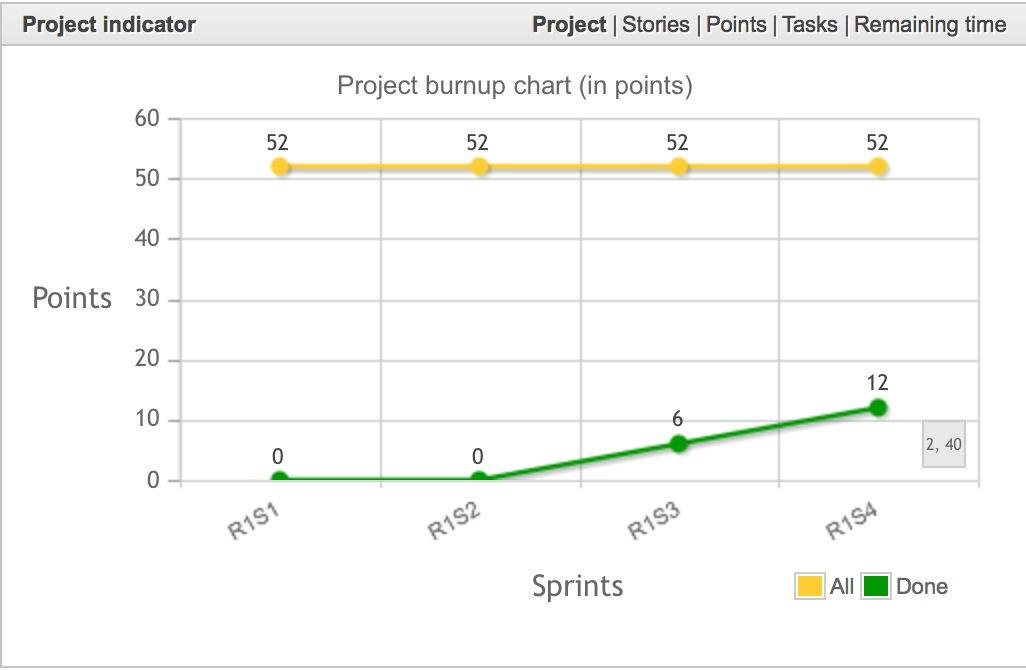 Project indicator
Project | Stories | Points | Tasks | Remaining time
Project burnup chart (in points)
60
50
40
30
20
10
0
Points
52 52 52 52
0 0 6 12
2, 40
R1S1 R1S2 R1S3 R1S4
Sprints
All Done